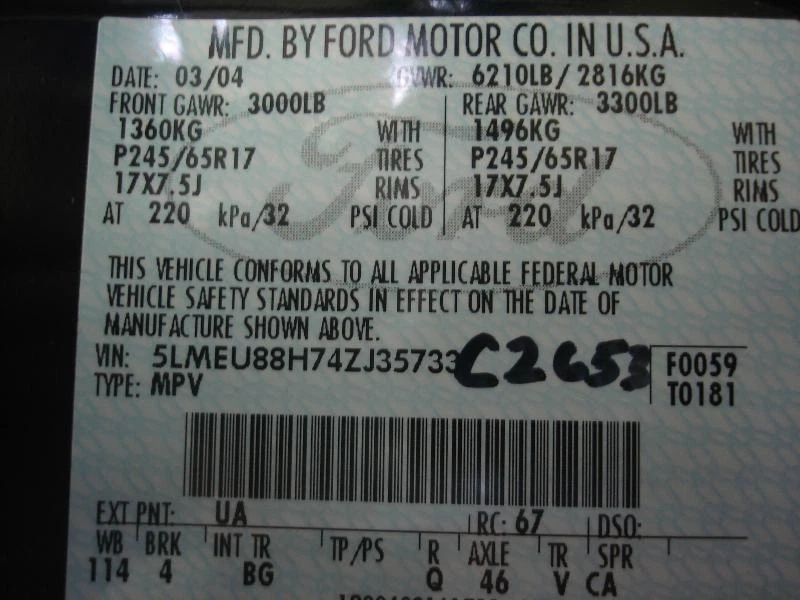 MFD. BY FORD MOTOR CO. IN U.S.A.
DATE: 03/04 GVWR: 6210LB / 2816KG
FRONT GAWR: 3000LB REAR GAWR: 3300LB
1360KG WITH 1496KG WITH
P245/65R17 TIRES P245/65R17 TIRES
17X7.5J RIMS 17X7.5J RIMS
AT 220 kPa/32 PSI COLD AT 220 kPa/32 PSI COLD
Ford
THIS VEHICLE CONFORMS TO ALL APPLICABLE FEDERAL MOTOR
VEHICLE SAFETY STANDARDS IN EFFECT ON THE DATE OF
MANUFACTURE SHOWN ABOVE.
VIN: 5LMEU88H74ZJ35733 C2653 F0059
TYPE: MPV T0181
EXT PNT: UA RC: 67 DSO:
WB BRK INT TR TP/PS R AXLE TR SPR
114 4 BG Q 46 V CA